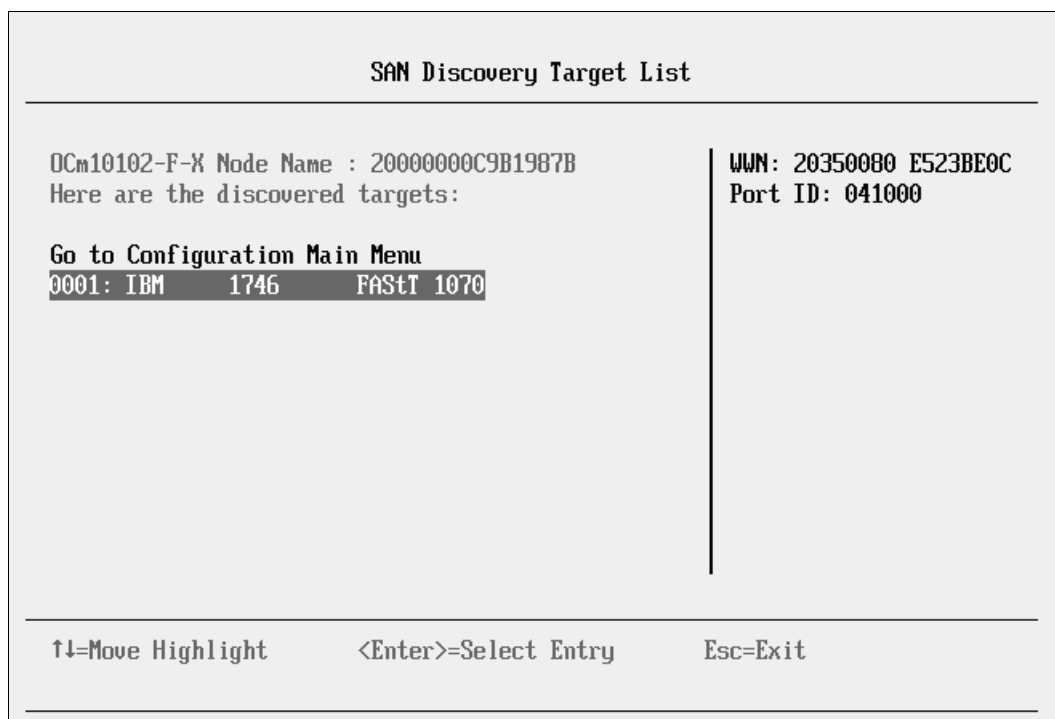 SAN Discovery Target List
OCm10102-F-X Node Name : 20000000C9B1987B
Here are the discovered targets:
Go to Configuration Main Menu
0001: IBM 1746 FAStT 1070
WWN: 20350080 E523BE0C
Port ID: 041000
↑↓=Move Highlight <Enter>=Select Entry Esc=Exit